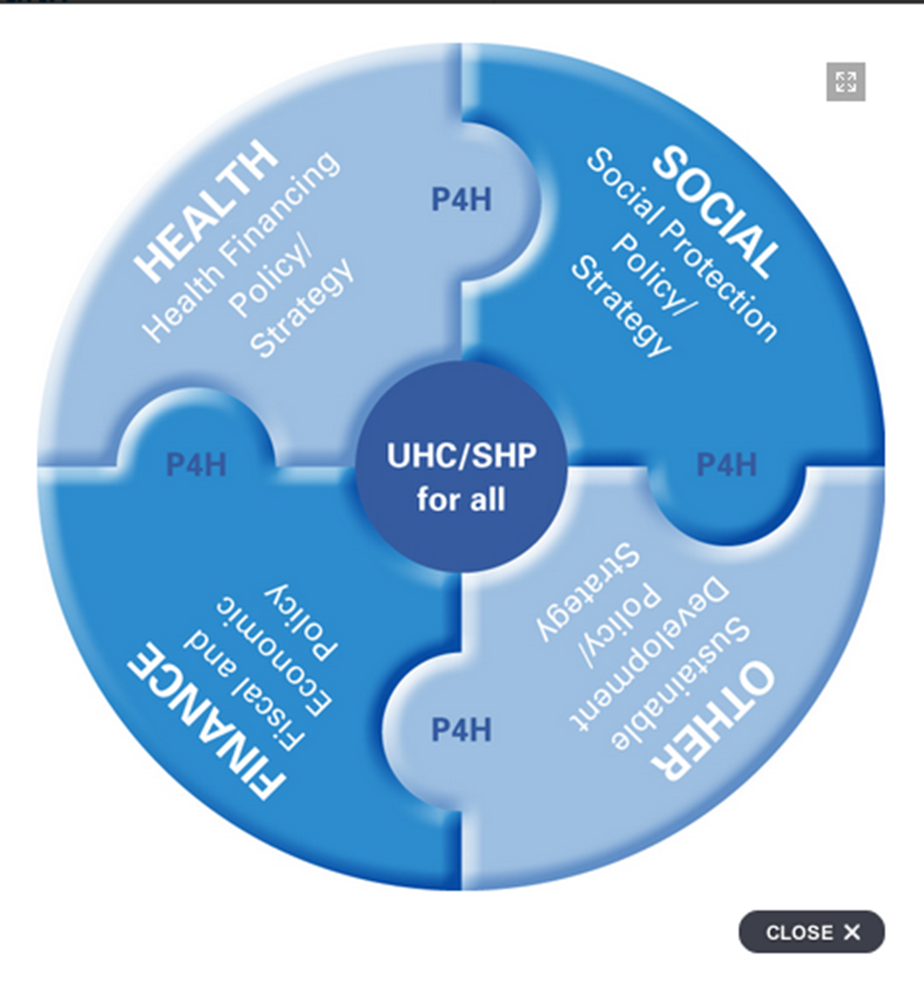 HEALTH
Health Financing
Policy/
Strategy
P4H
SOCIAL
Social Protection
Policy/
Strategy
P4H
UHC/SHP
for all
P4H
FINANCE
Fiscal and
Economic
Policy
P4H
OTHER
Sustainable
Development
Policy/
Strategy
CLOSE X